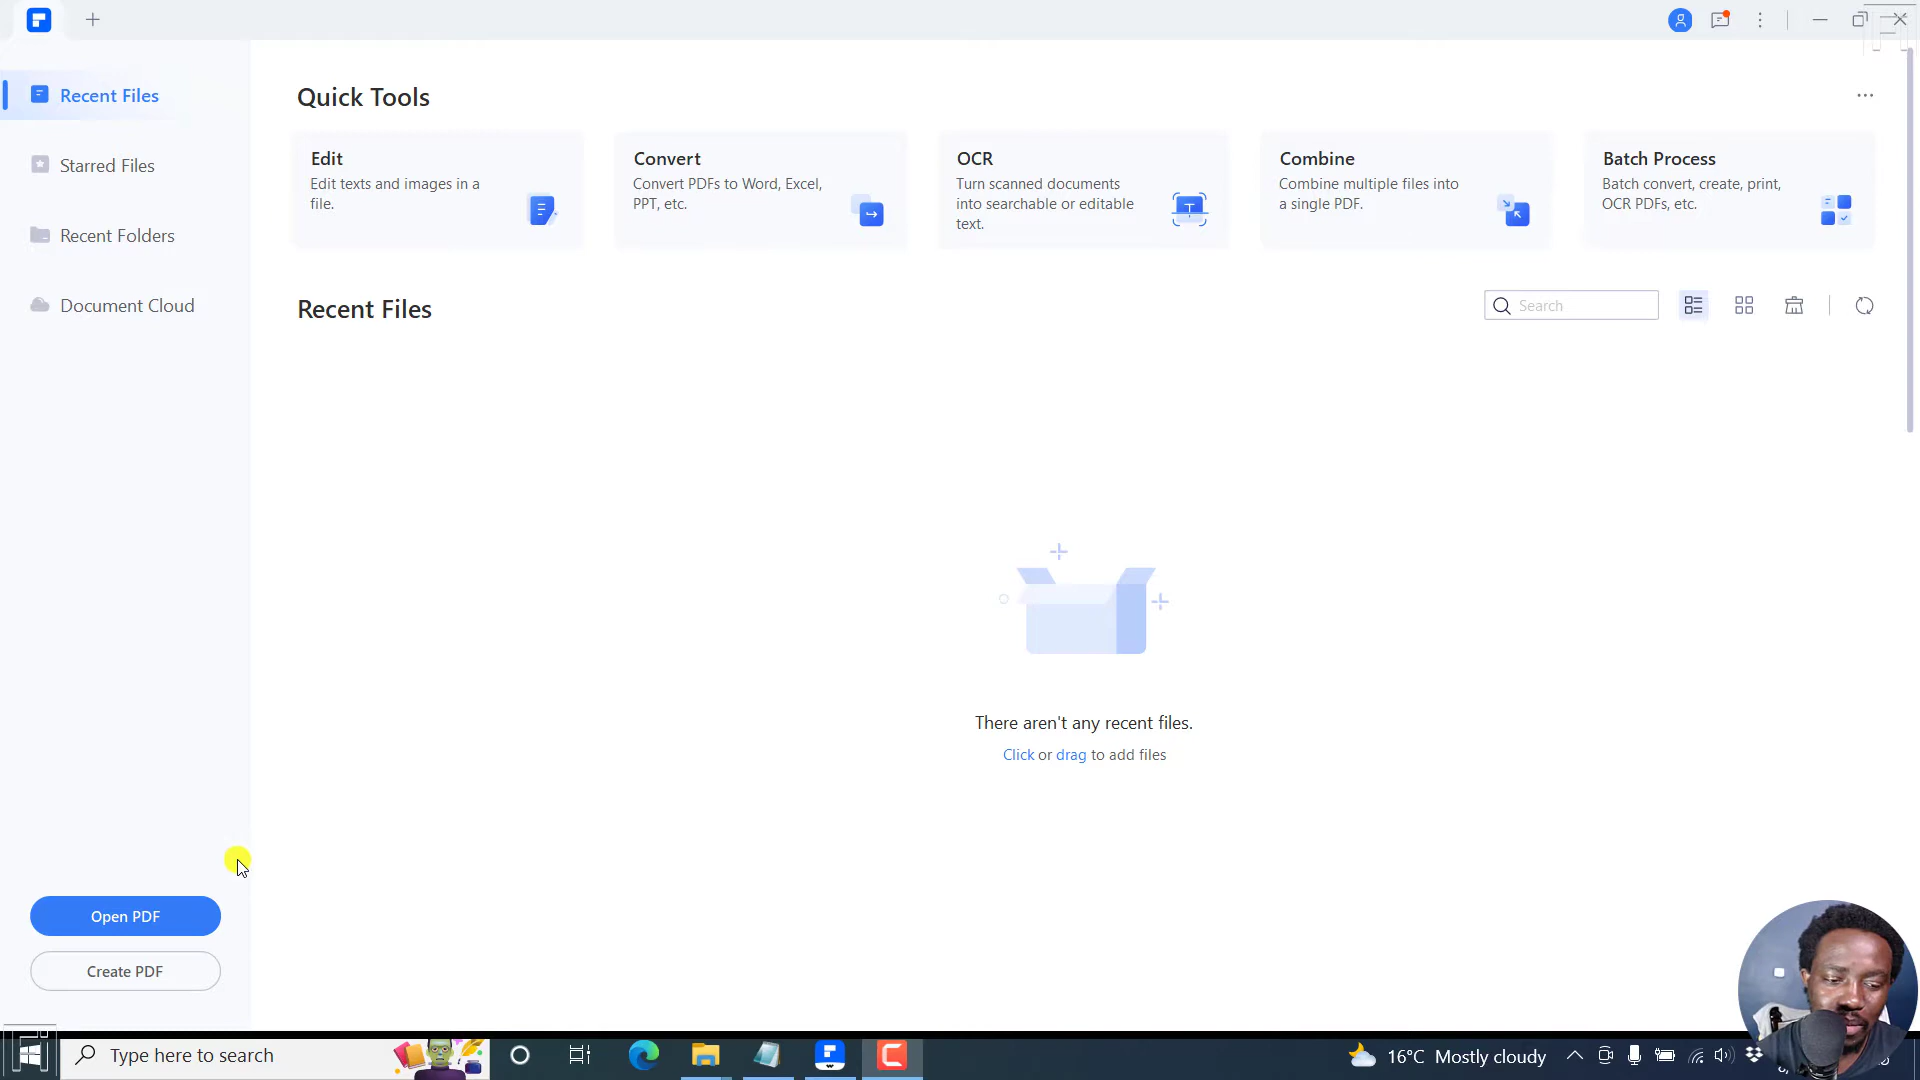 Recent Files
Starred Files
Recent Folders
Document Cloud
Open PDF
Create PDF
Quick Tools
Edit
Edit texts and images in a
file.
Convert
Convert PDFs to Word, Excel,
PPT, etc.
OCR
Turn scanned documents
into searchable or editable
text.
Combine
Combine multiple files into
a single PDF.
Batch Process
Batch convert, create, print,
OCR PDFs, etc.
Recent Files
Search
There aren't any recent files.
Click or drag to add files
Type here to search
16°C Mostly cloudy